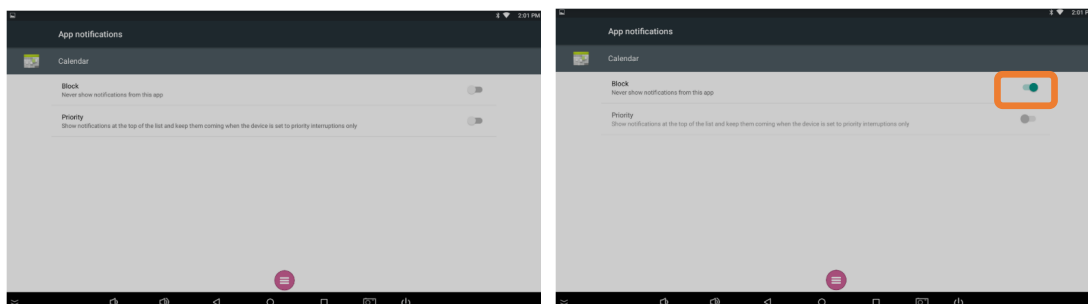 2:01 PM
App notifications
Calendar
Block
Never show notifications from this app
Priority
Show notifications at the top of the list and keep them coming when the device is set to priority interruptions only
2:01 P
App notifications
Calendar
Block
Never show notifications from this app
Priority
Show notifications at the top of the list and keep them coming when the device is set to priority interruptions only